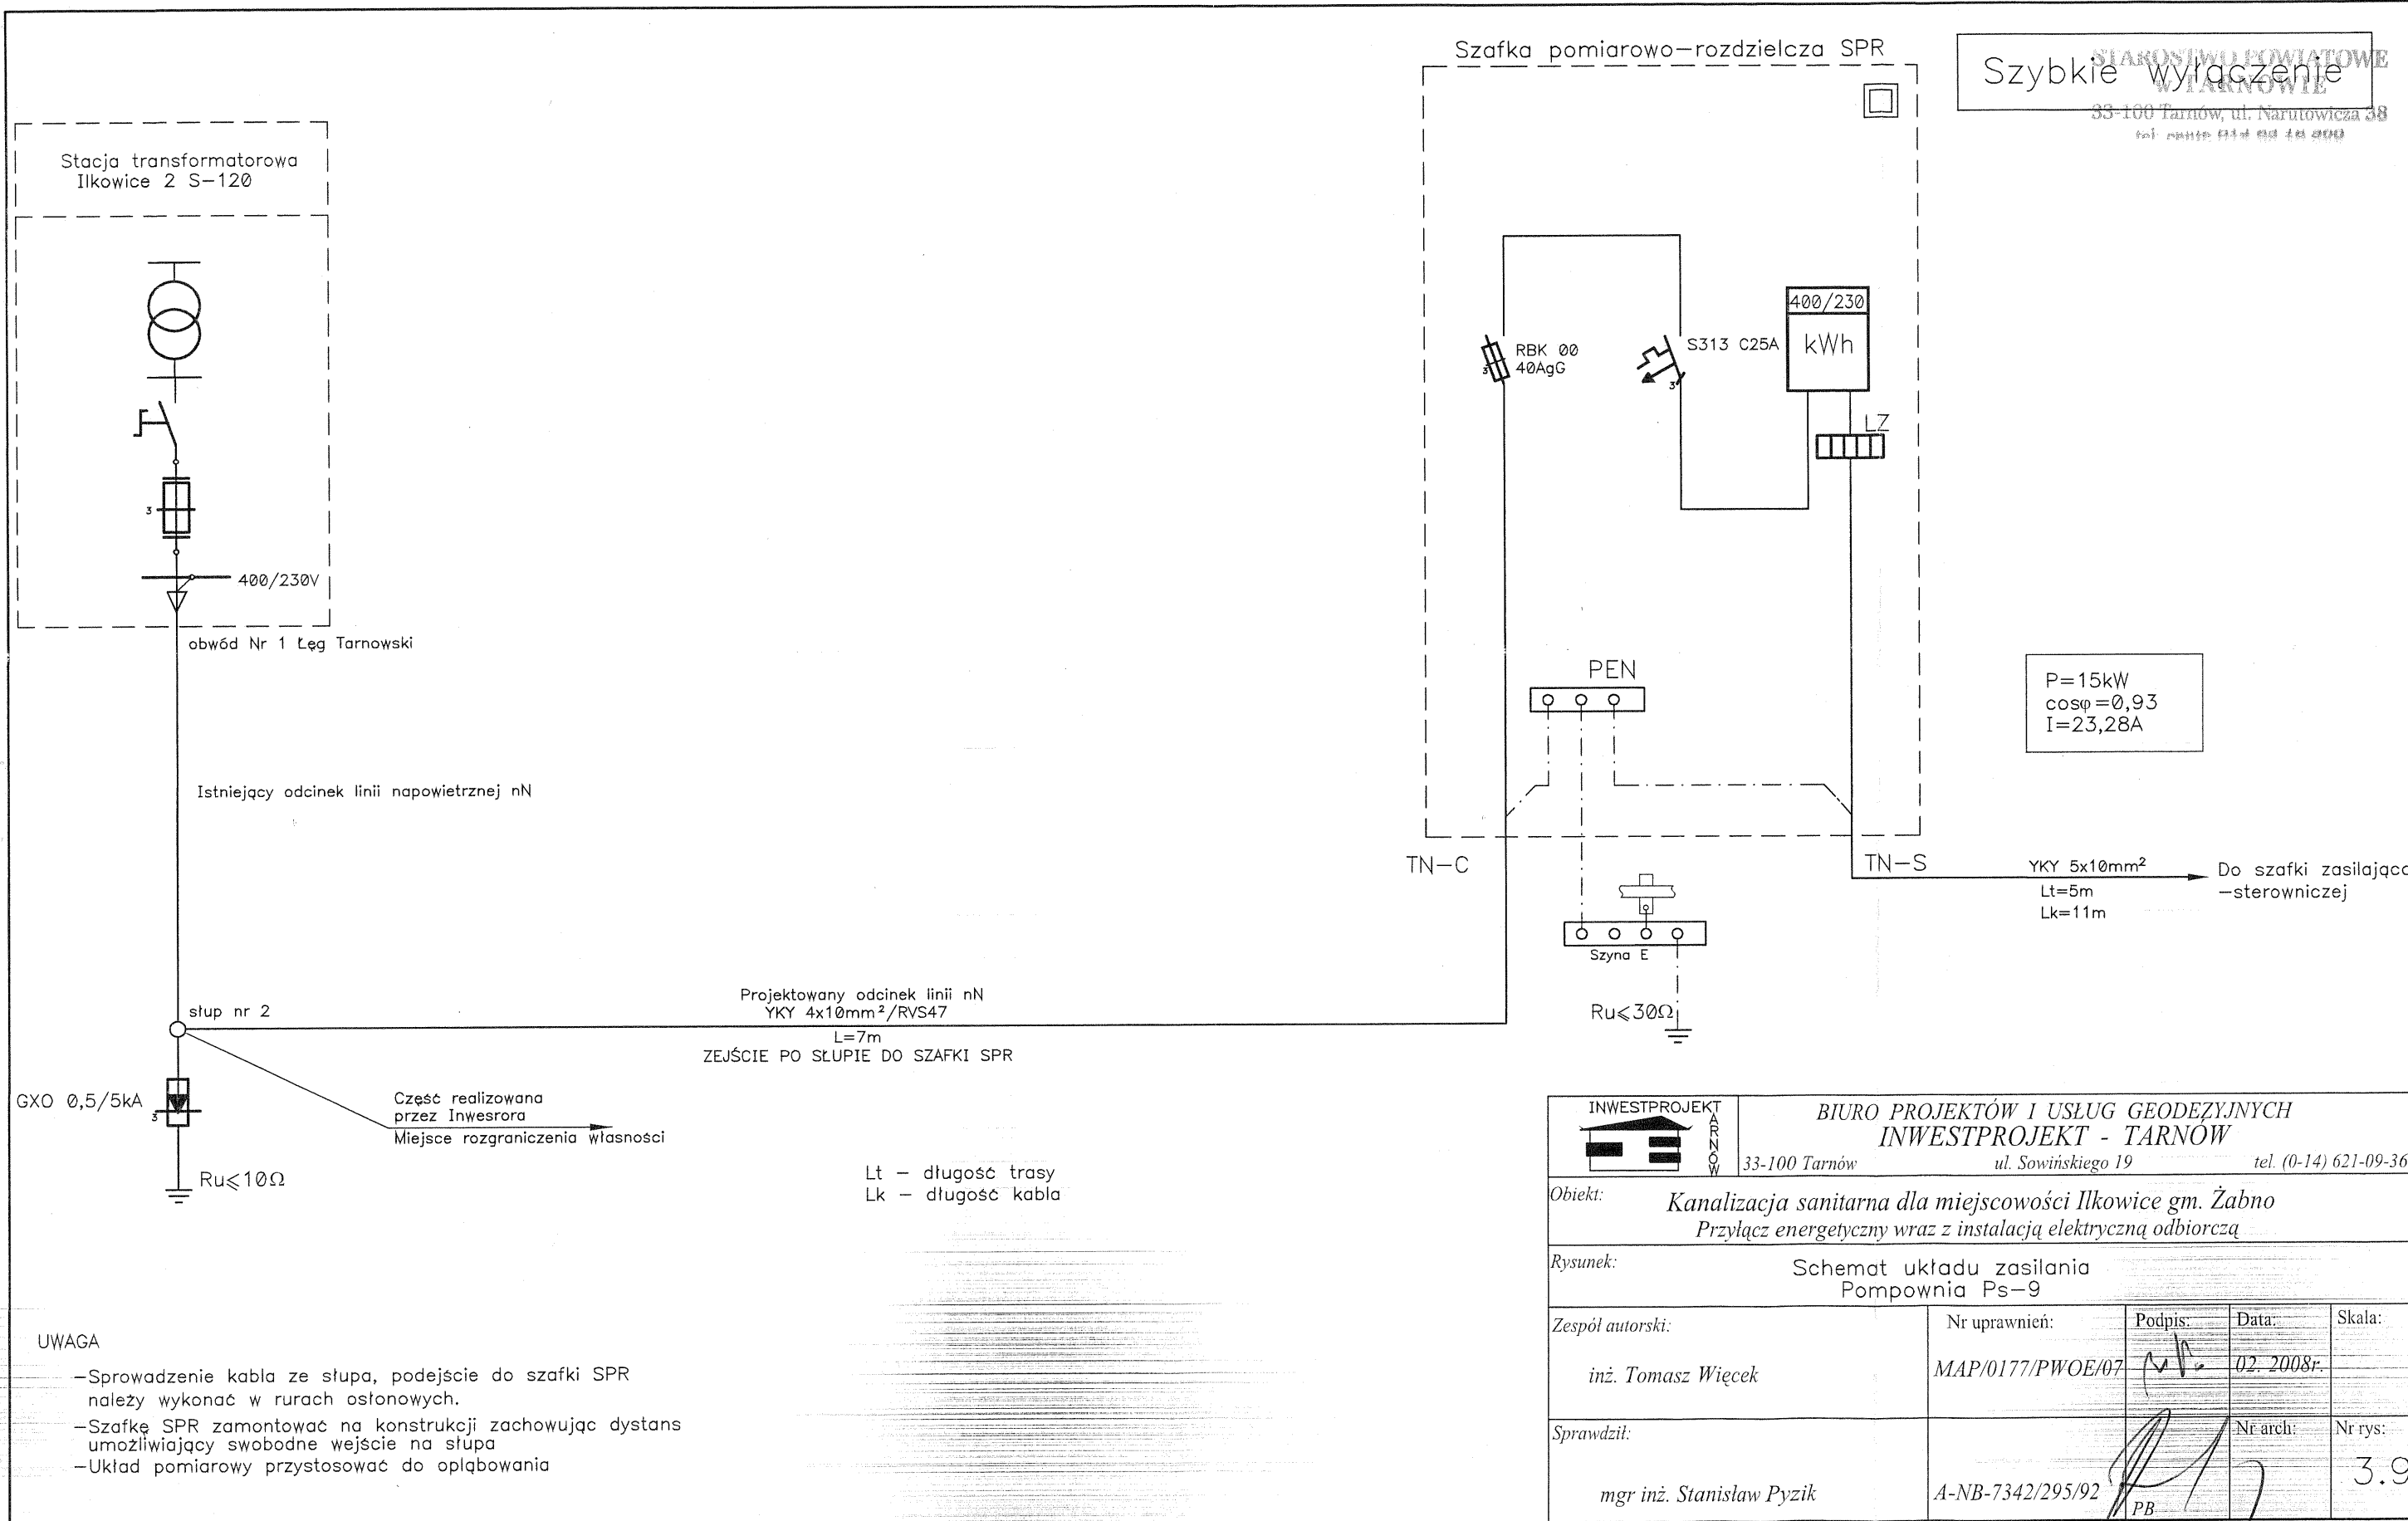 Szafka pomiarowo-rozdzielcza SPR
Szybkie wyłączenie
STAROSTWO POWIATOWE
w TARNOWIE
33-100 Tarnów, ul. Narutowicza 38
Stacja transformatorowa
Ilkowice 2 S-120
400/230
kWh
RBK 00
40AgG
3
S313 C25A
3
LZ
3
400/230V
obwód Nr 1 Łęg Tarnowski
PEN
P=15kW
cosφ=0,93
I=23,28A
Istniejący odcinek linii napowietrznej nN
TN-C
TN-S
YKY 5x10mm²
Lt=5m
Lk=11m
Do szafki zasilająco
-sterowniczej
Szyna E
Ru≤30Ω
słup nr 2
Projektowany odcinek linii nN
YKY 4x10mm²/RVS47
L=7m
ZEJŚCIE PO SŁUPIE DO SZAFKI SPR
GXO 0,5/5kA
3
Ru≤10Ω
Część realizowana
przez Inwesrora
Miejsce rozgraniczenia własności
Lt - długość trasy
Lk - długość kabla
UWAGA
-Sprowadzenie kabla ze słupa, podejście do szafki SPR
należy wykonać w rurach osłonowych.
-Szafkę SPR zamontować na konstrukcji zachowując dystans
umożliwiający swobodne wejście na słupa
-Układ pomiarowy przystosować do opląbowania
INWESTPROJEKT
TARNÓW
BIURO PROJEKTÓW I USŁUG GEODEZYJNYCH
INWESTPROJEKT - TARNÓW
33-100 Tarnów ul. Sowińskiego 19 tel. (0-14) 621-09-36
Obiekt:
Kanalizacja sanitarna dla miejscowości Ilkowice gm. Żabno
Przyłącz energetyczny wraz z instalacją elektryczną odbiorczą
Rysunek:
Schemat układu zasilania
Pompownia Ps-9
Zespół autorski: Nr uprawnień: Podpis: Data: Skala:
inż. Tomasz Więcek MAP/0177/PWOE/07 02. 2008r.
Sprawdził: Nr arch: Nr rys:
mgr inż. Stanisław Pyzik A-NB-7342/295/92 PB 3.9